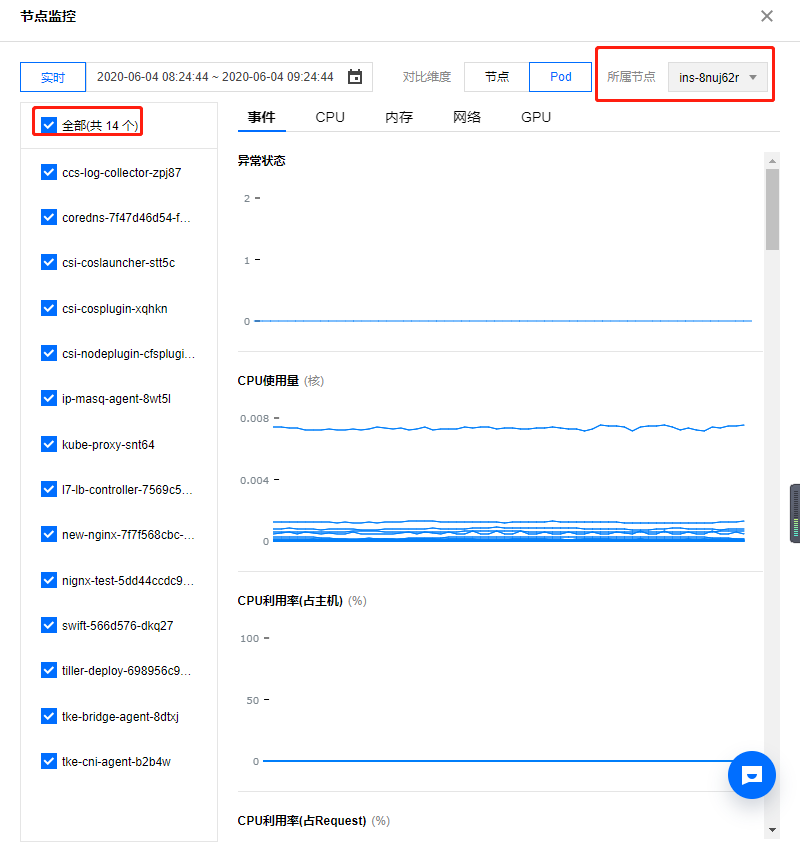 节点监控
实时 2020-06-04 08:24:44 ~ 2020-06-04 09:24:44 对比维度 节点 Pod 所属节点 ins-8nuj62r
全部(共 14 个)
ccs-log-collector-zpj87
coredns-7f47d46d54-f...
csi-coslauncher-stt5c
csi-cosplugin-xqhkn
csi-nodeplugin-cfsplugi...
ip-masq-agent-8wt5l
kube-proxy-snt64
l7-lb-controller-7569c5...
new-nginx-7f7f568cbc-...
nignx-test-5dd44ccdc9...
swift-566d576-dkq27
tiller-deploy-698956c9...
tke-bridge-agent-8dtxj
tke-cni-agent-b2b4w
事件 CPU 内存 网络 GPU
异常状态
2
1
0
CPU使用量 (核)
0.008
0.004
0
CPU利用率(占主机) (%)
100
50
0
CPU利用率(占Request) (%)